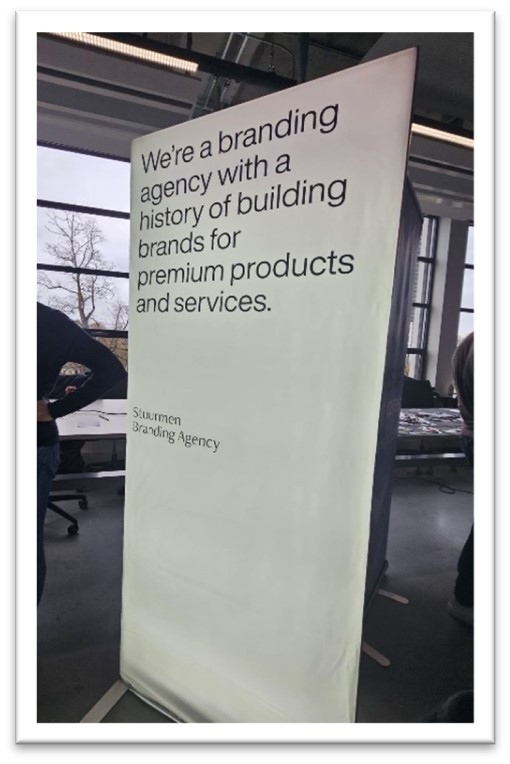 We're a branding
agency with a
history of building
brands for
premium products
and services.
Stuurmen
Branding Agency